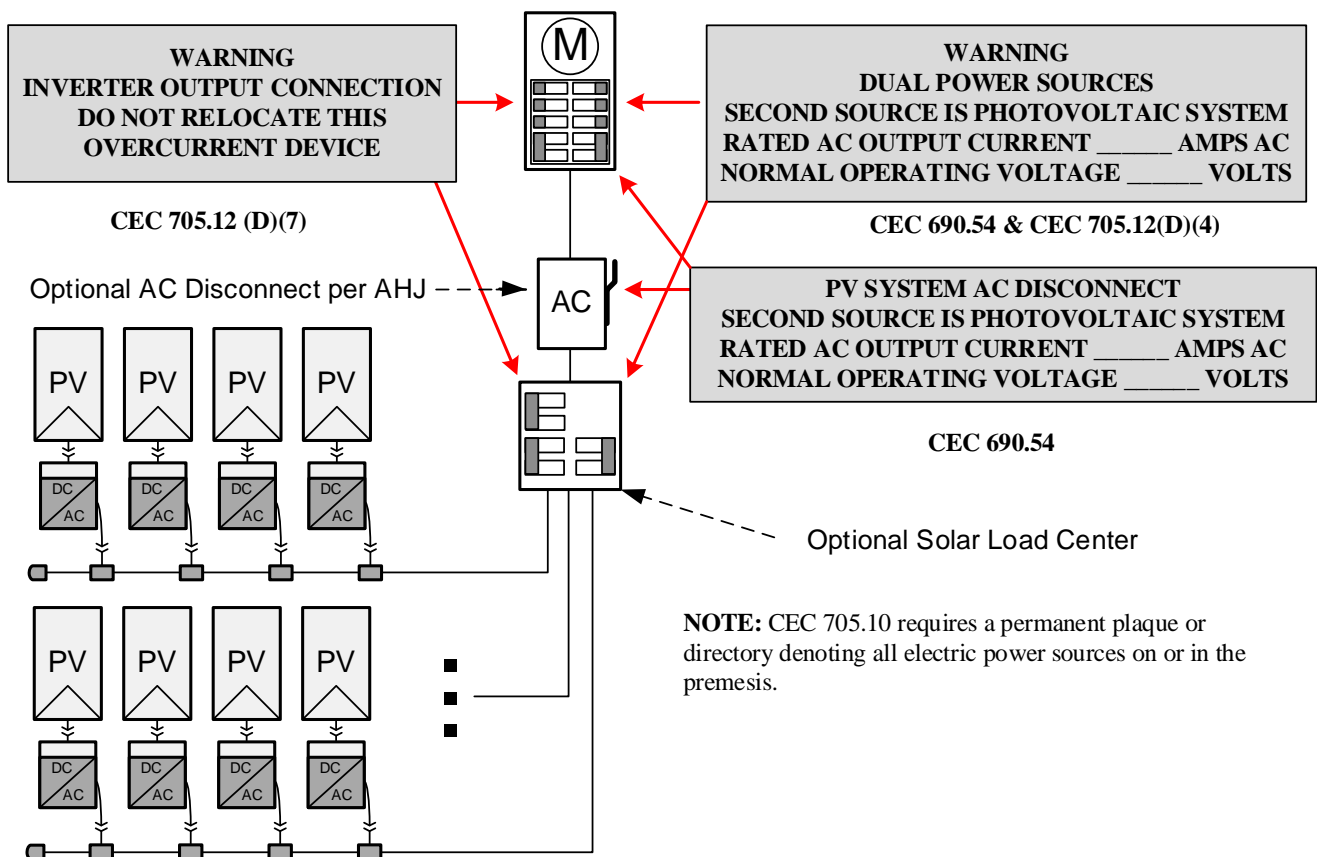 WARNING
INVERTER OUTPUT CONNECTION
DO NOT RELOCATE THIS
OVERCURRENT DEVICE
CEC 705.12 (D)(7)
M
WARNING
DUAL POWER SOURCES
SECOND SOURCE IS PHOTOVOLTAIC SYSTEM
RATED AC OUTPUT CURRENT ______ AMPS AC
NORMAL OPERATING VOLTAGE ______ VOLTS
CEC 690.54 & CEC 705.12(D)(4)
Optional AC Disconnect per AHJ
AC
PV SYSTEM AC DISCONNECT
SECOND SOURCE IS PHOTOVOLTAIC SYSTEM
RATED AC OUTPUT CURRENT ______ AMPS AC
NORMAL OPERATING VOLTAGE ______ VOLTS
CEC 690.54
PV PV PV PV
DC DC DC DC
AC AC AC AC
Optional Solar Load Center
NOTE: CEC 705.10 requires a permanent plaque or
directory denoting all electric power sources on or in the
premesis.
PV PV PV PV
DC DC DC DC
AC AC AC AC